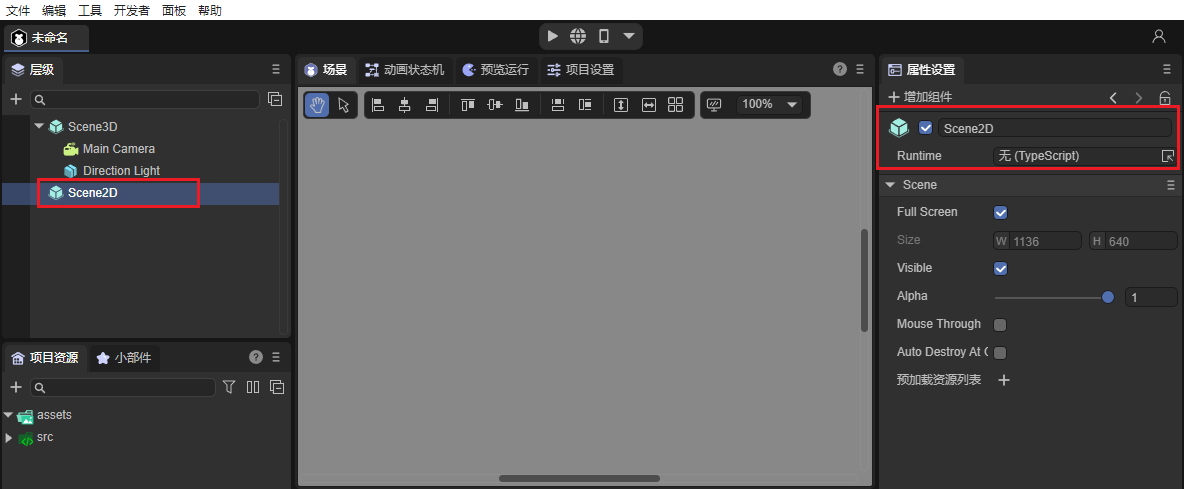 文件 编辑 工具 开发者 面板 帮助
未命名
层级
Scene3D
Main Camera
Direction Light
Scene2D
项目资源 小部件
assets
src
场景 动画状态机 预览运行 项目设置
100%
属性设置
增加组件
Scene2D
Runtime 无 (TypeScript)
Scene
Full Screen
Size W 1136 H 640
Visible
Alpha 1
Mouse Through
Auto Destroy At C
预加载资源列表